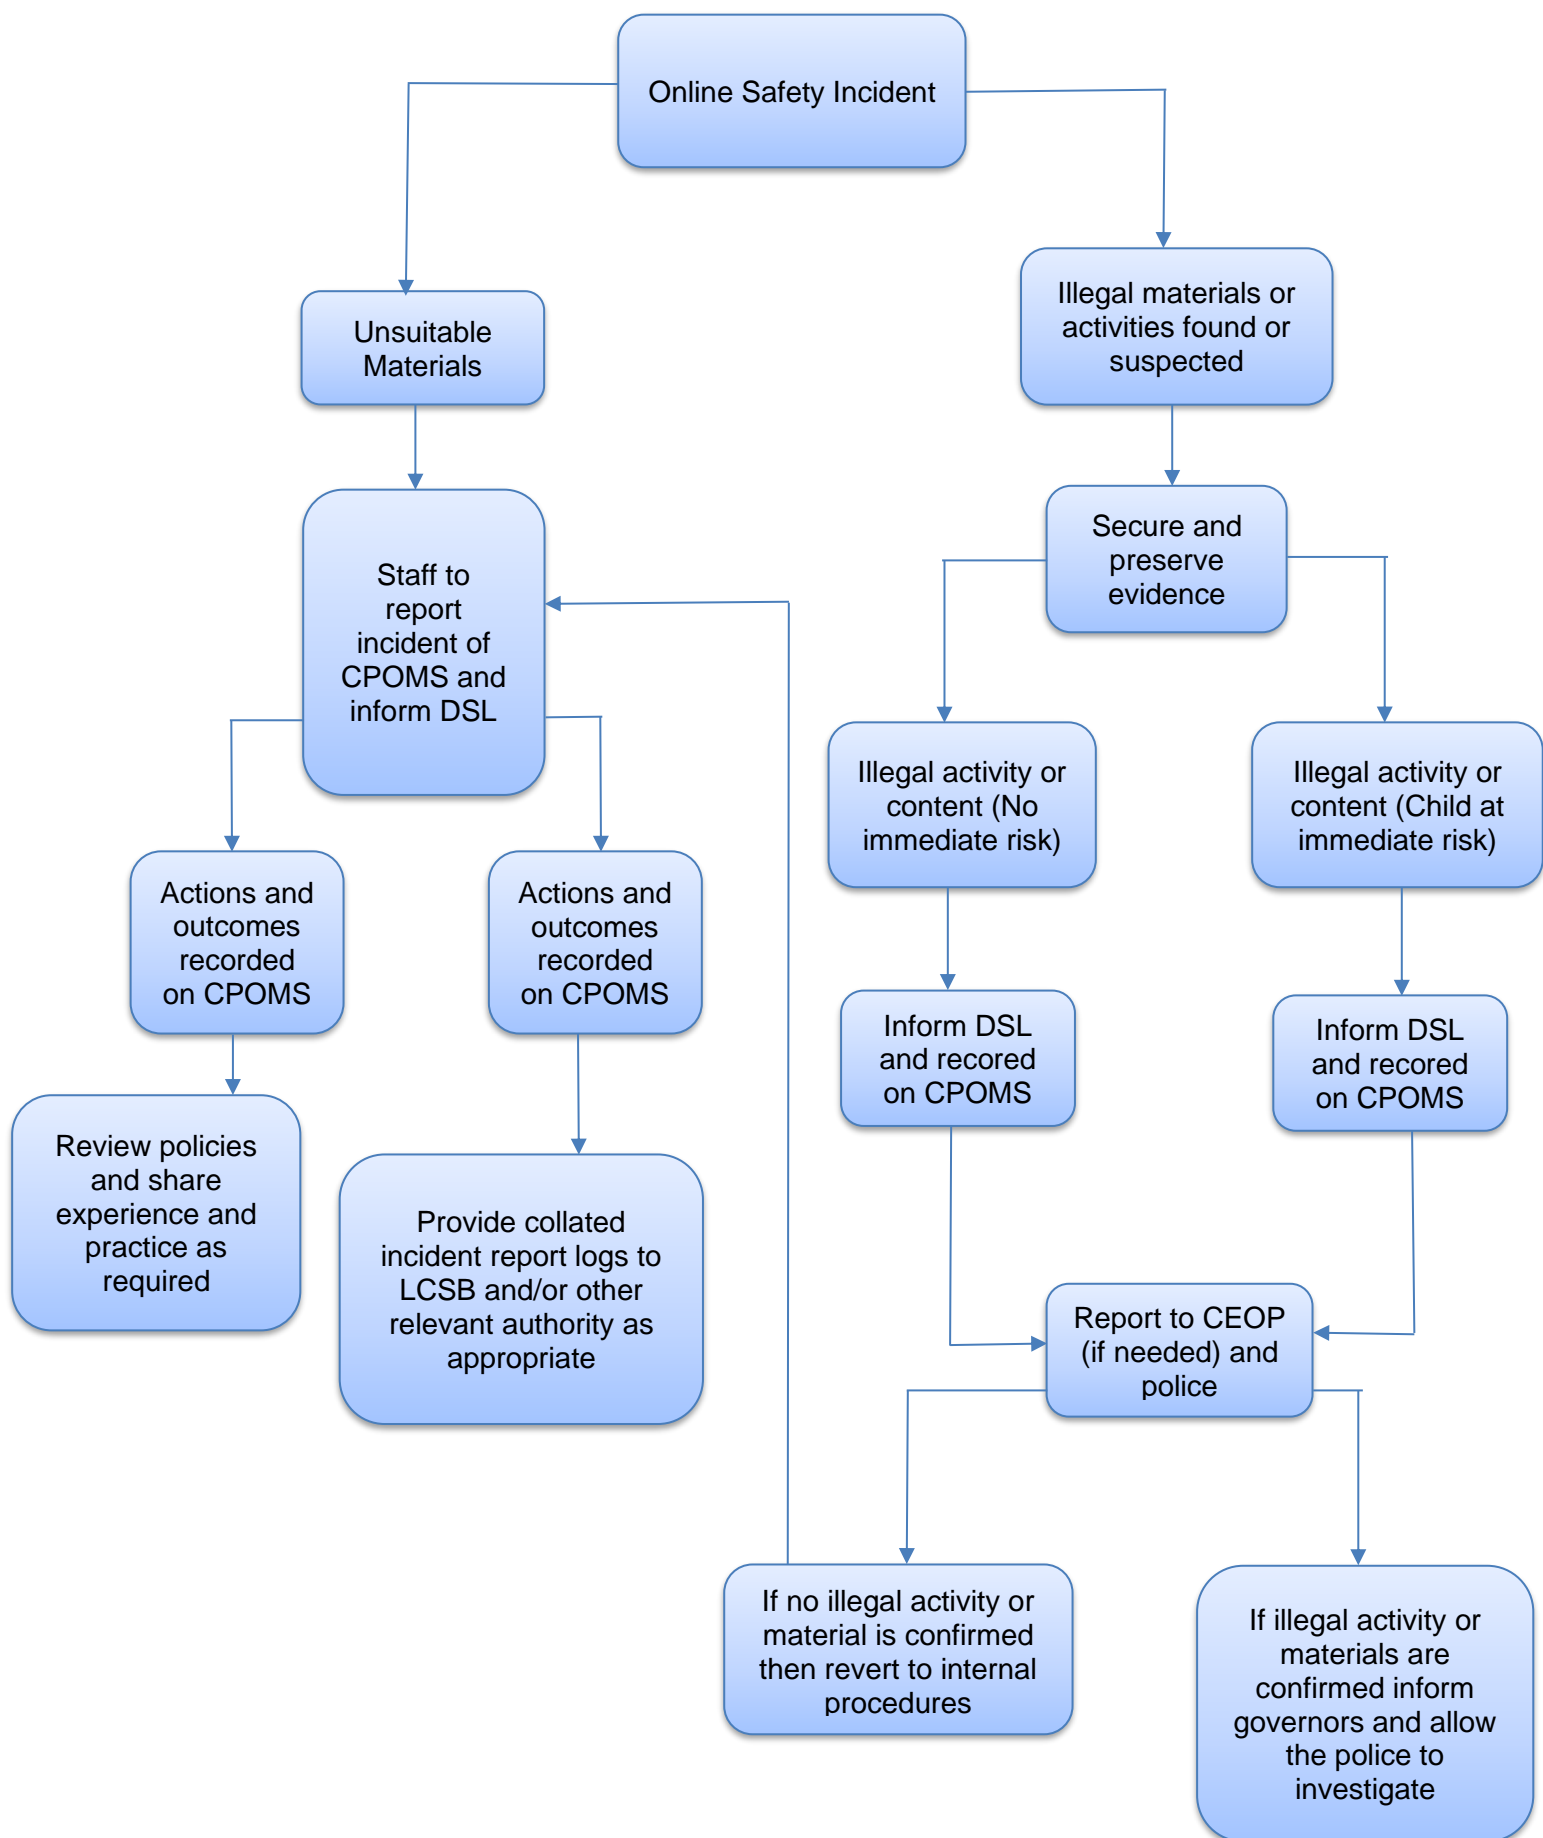 Online Safety Incident
Unsuitable
Materials
Illegal materials or
activities found or
suspected
Staff to
report
incident of
CPOMS and
inform DSL
Secure and
preserve
evidence
Illegal activity or
content (No
immediate risk)
Illegal activity or
content (Child at
immediate risk)
Actions and
outcomes
recorded
on CPOMS
Actions and
outcomes
recorded
on CPOMS
Inform DSL
and recored
on CPOMS
Inform DSL
and recored
on CPOMS
Review policies
and share
experience and
practice as
required
Provide collated
incident report logs to
LCSB and/or other
relevant authority as
appropriate
Report to CEOP
(if needed) and
police
If no illegal activity or
material is confirmed
then revert to internal
procedures
If illegal activity or
materials are
confirmed inform
governors and allow
the police to
investigate